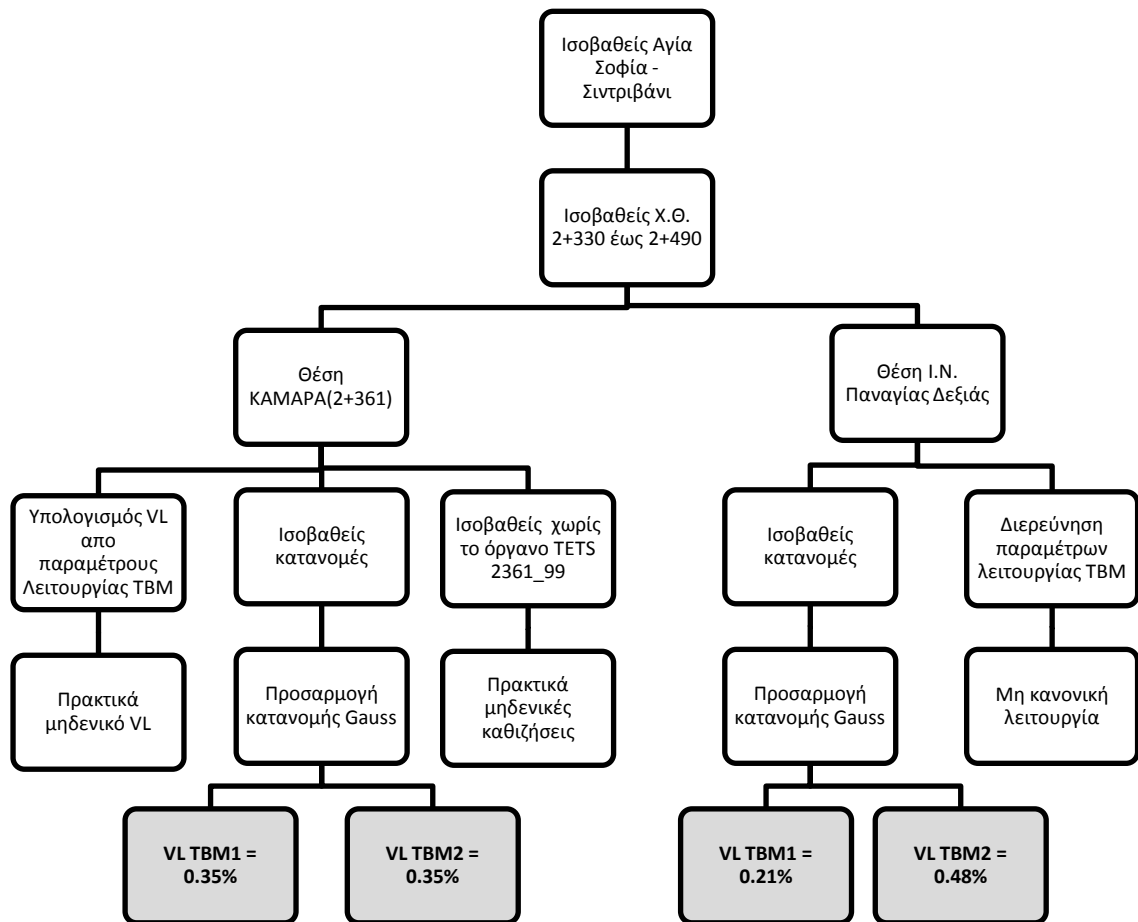 Ισοβαθείς Αγία
Σοφία -
Σιντριβάνι
Ισοβαθείς Χ.Θ.
2+330 έως 2+490
Θέση
ΚΑΜΑΡΑ(2+361)
Θέση Ι.Ν.
Παναγίας Δεξιάς
Υπολογισμός VL
απο
παραμέτρους
Λειτουργίας TBM
Ισοβαθείς
κατανομές
Ισοβαθείς χωρίς
το όργανο TETS
2361_99
Ισοβαθείς
κατανομές
Διερεύνηση
παραμέτρων
λειτουργίας TBM
Πρακτικά
μηδενικό VL
Προσαρμογή
κατανομής Gauss
Πρακτικά
μηδενικές
καθιζήσεις
Προσαρμογή
κατανομής Gauss
Μη κανονική
λειτουργία
VL TBM1 =
0.35%
VL TBM2 =
0.35%
VL TBM1 =
0.21%
VL TBM2 =
0.48%